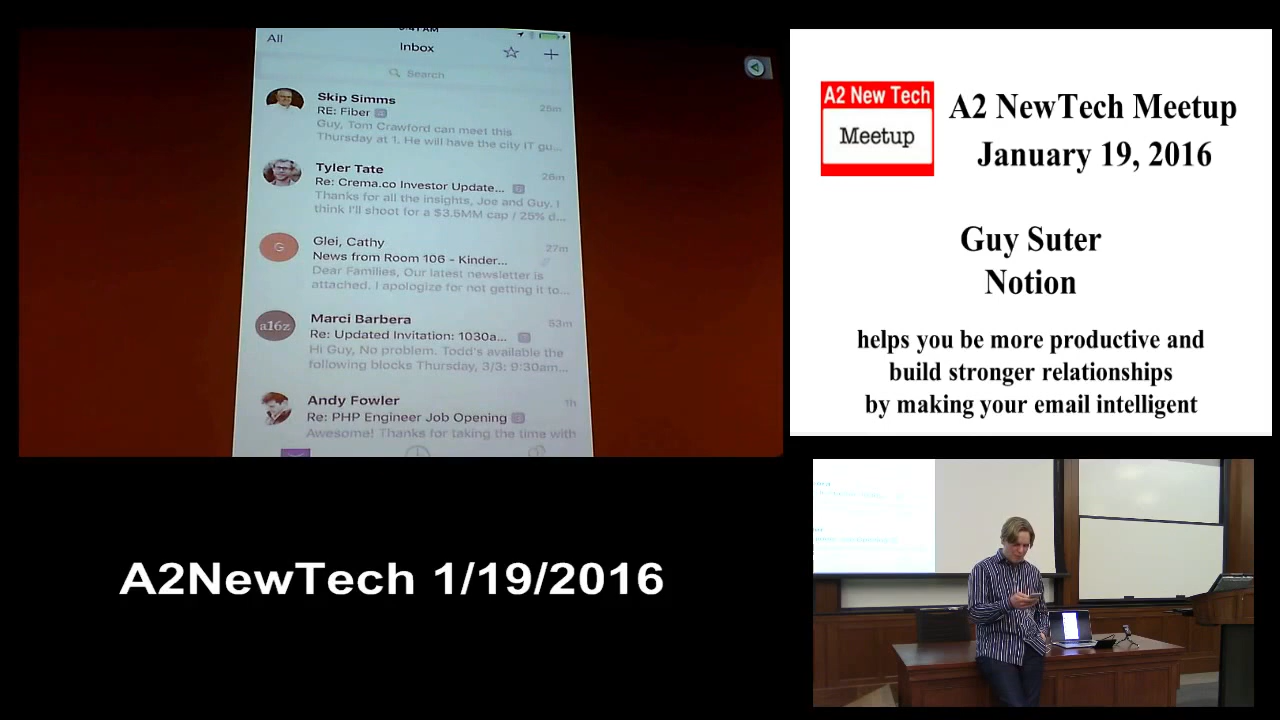 All
Inbox
Search
Skip Simms
25m
RE: Fiber
Guy, Tom Crawford can meet this
Thursday at 1. He will have the city IT gu...
Tyler Tate
26m
Re: Crema.co Investor Update...
Thanks for all the insights, Joe and Guy. I
think I'll shoot for a $3.5MM cap / 25% d...
G
Glei, Cathy
27m
News from Room 106 - Kinder...
Dear Families, Our latest newsletter is
attached. I apologize for not getting it to...
a16z
Marci Barbera
53m
Re: Updated Invitation: 1030a...
Hi Guy, No problem. Todd's available the
following blocks Thursday, 3/3: 9:30am...
Andy Fowler
1h
Re: PHP Engineer Job Opening
Awesome! Thanks for taking the time with
A2 New Tech
Meetup
A2 NewTech Meetup
January 19, 2016
Guy Suter
Notion
helps you be more productive and
build stronger relationships
by making your email intelligent
A2NewTech 1/19/2016